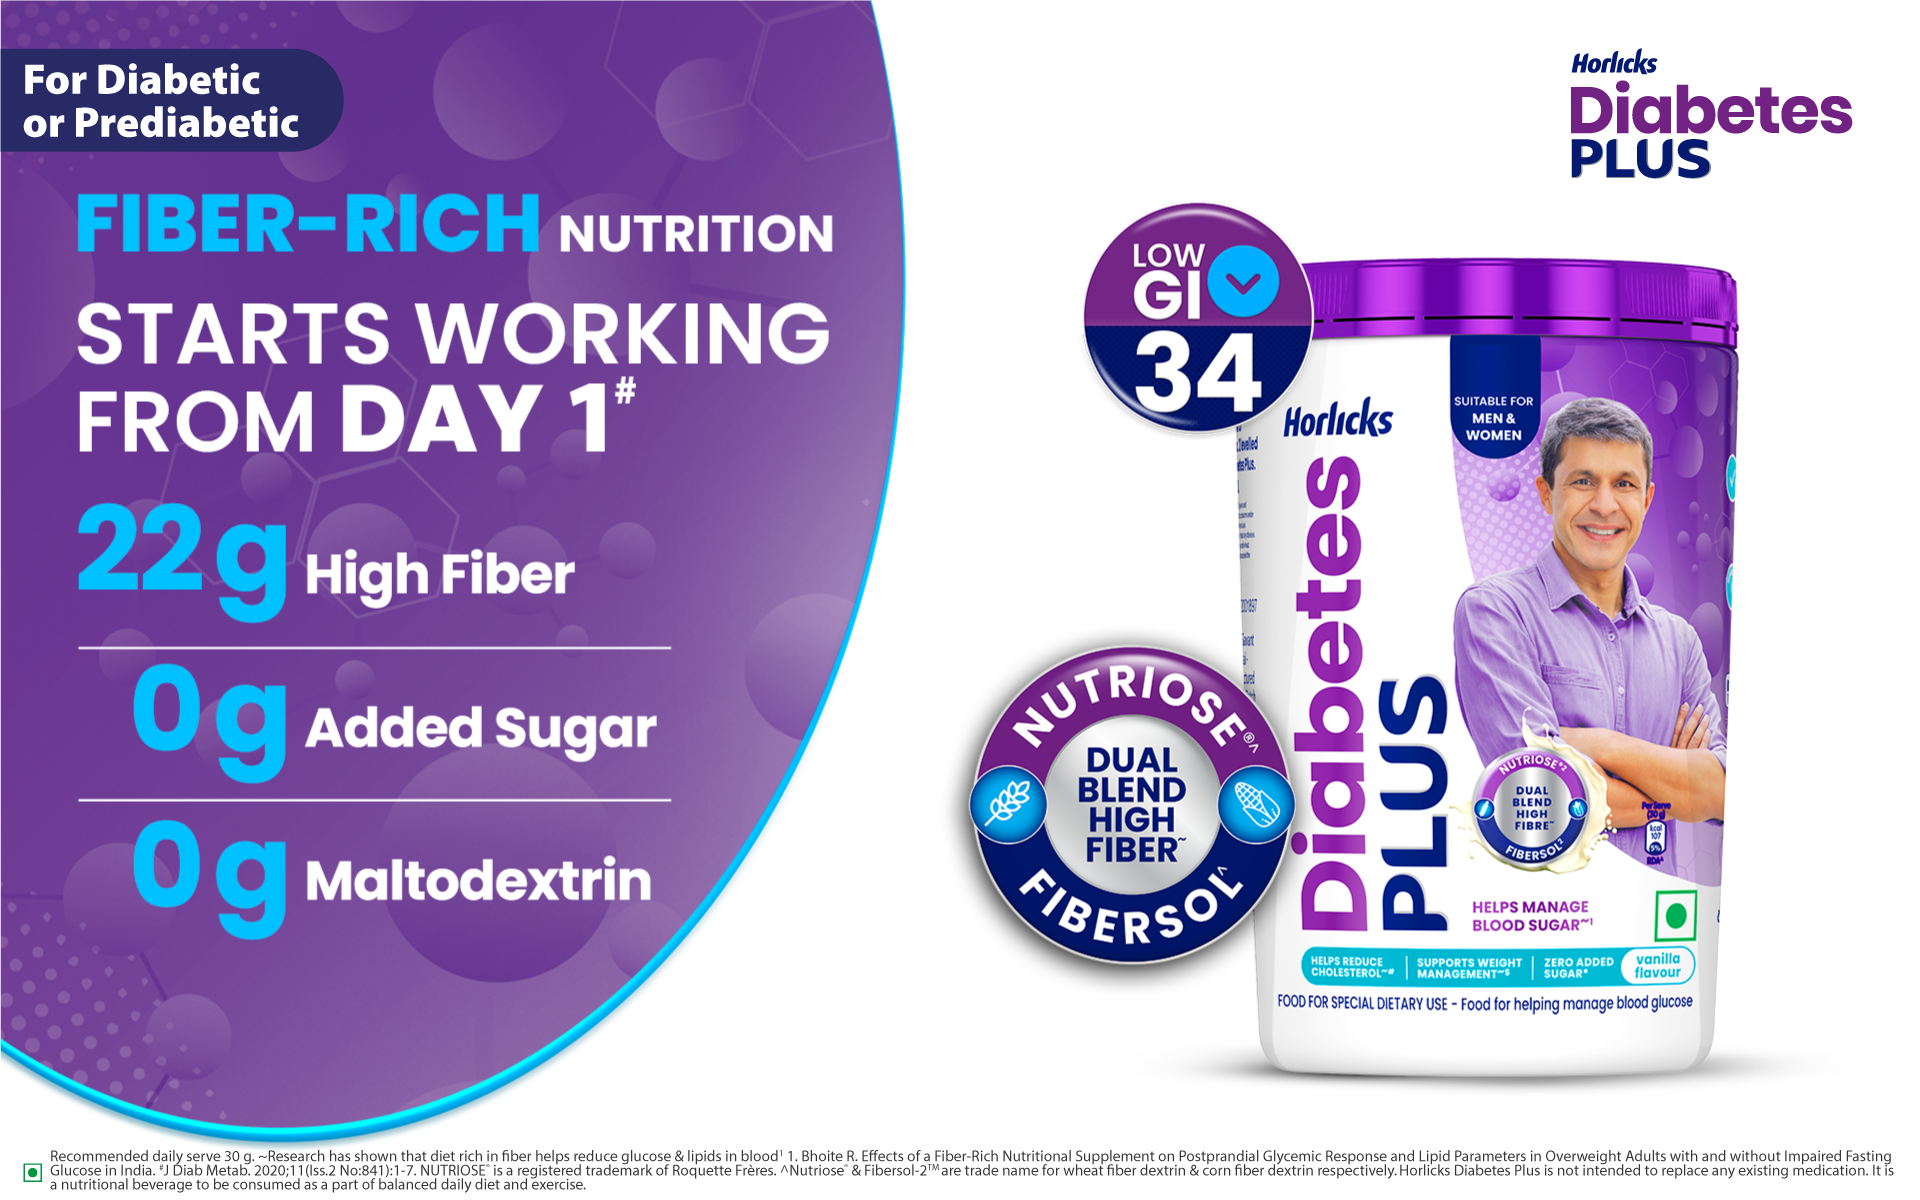 For Diabetic
or Prediabetic
FIBER-RICH NUTRITION
STARTS WORKING
FROM DAY 1#
22g High Fiber
0g Added Sugar
0g Maltodextrin
Horlicks
Diabetes
PLUS
LOW
GI
34
NUTRIOSE®^
DUAL
BLEND
HIGH
FIBER~
FIBERSOL^
Horlicks
Diabetes
PLUS
SUITABLE FOR
MEN &
WOMEN
NUTRIOSE
DUAL
BLEND
HIGH
FIBRE~
FIBERSOL²
Per Serve
(30 g)
kcal
107
5%
RDA
HELPS MANAGE
BLOOD SUGAR~¹
HELPS REDUCE
CHOLESTEROL~#
SUPPORTS WEIGHT
MANAGEMENT~$
ZERO ADDED
SUGAR*
vanilla
flavour
FOOD FOR SPECIAL DIETARY USE - Food for helping manage blood glucose
Recommended daily serve 30 g. ~Research has shown that diet rich in fiber helps reduce glucose & lipids in blood¹ 1. Bhoite R. Effects of a Fiber-Rich Nutritional Supplement on Postprandial Glycemic Response and Lipid Parameters in Overweight Adults with and without Impaired Fasting
Glucose in India. #J Diab Metab. 2020;11(Iss.2 No:841):1-7. NUTRIOSE® is a registered trademark of Roquette Frères. ^Nutriose® & Fibersol-2™ are trade name for wheat fiber dextrin & corn fiber dextrin respectively. Horlicks Diabetes Plus is not intended to replace any existing medication. It is
a nutritional beverage to be consumed as a part of balanced daily diet and exercise.